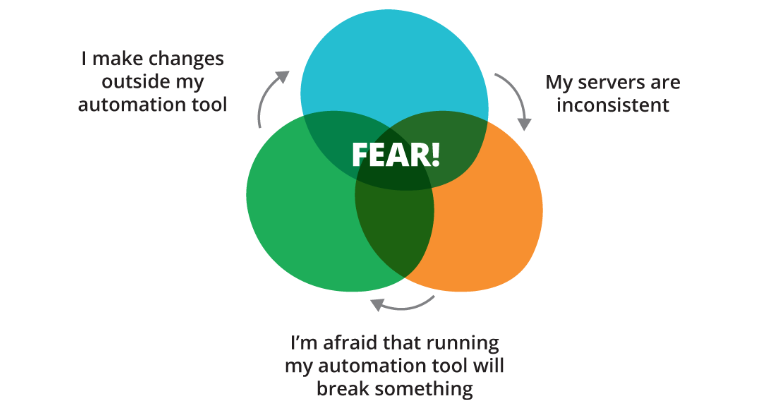 I make changes
outside my
automation tool
My servers are
inconsistent
FEAR!
I’m afraid that running
my automation tool will
break something